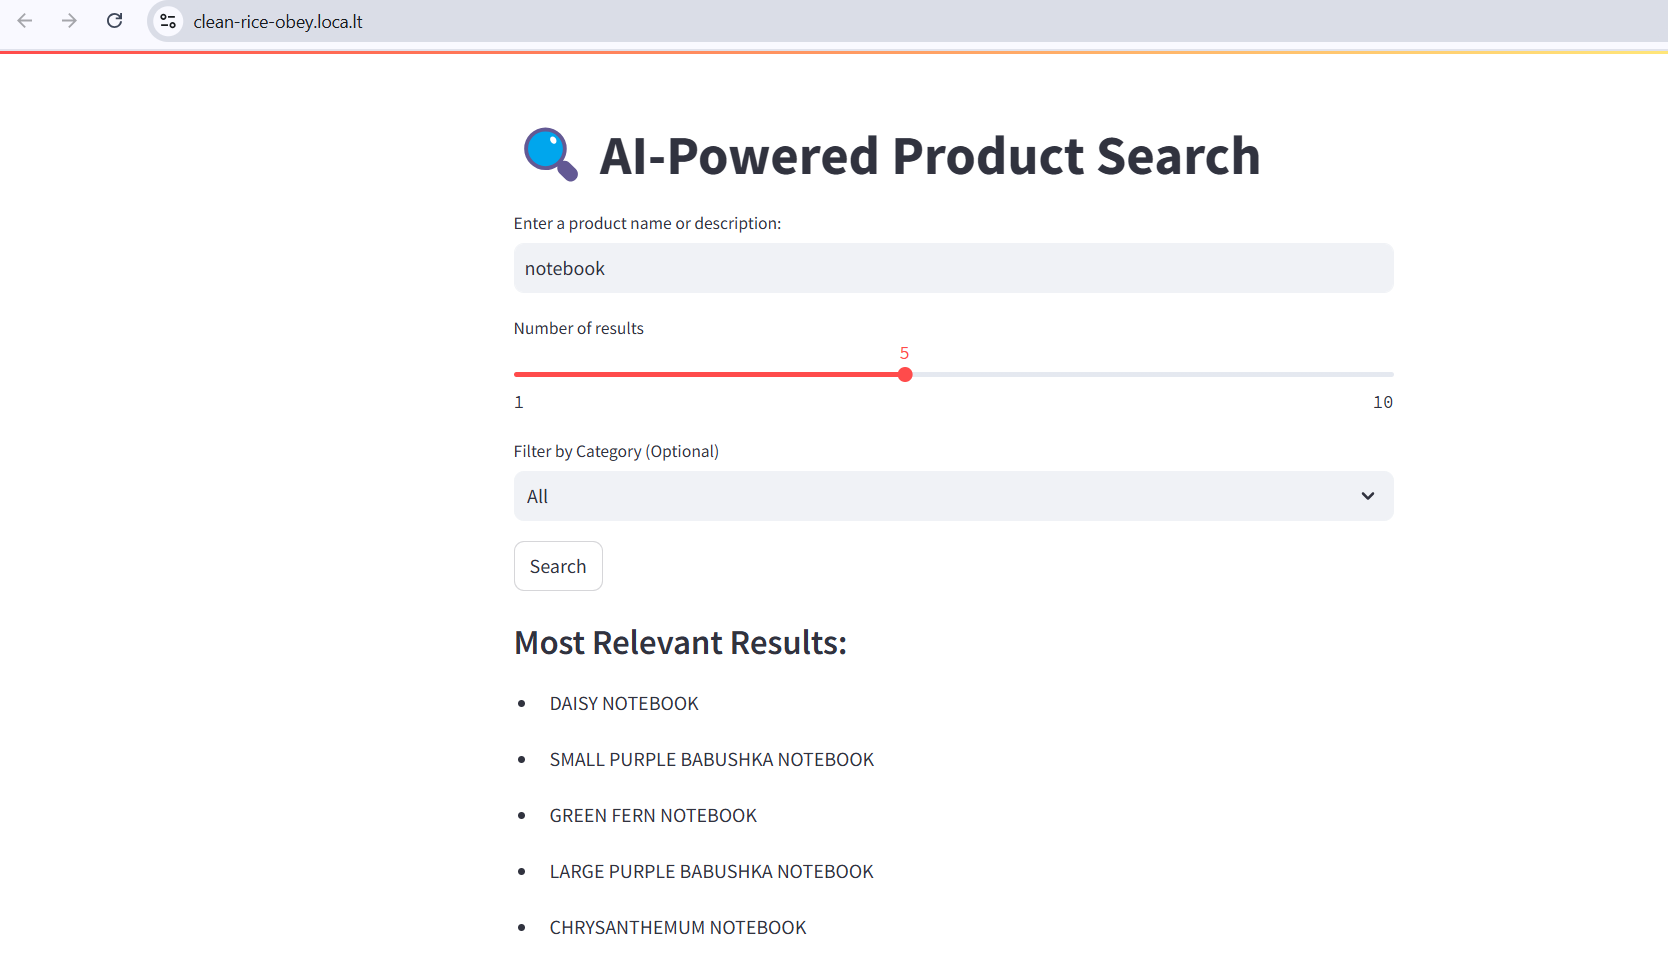 clean-rice-obey.loca.lt
AI-Powered Product Search
Enter a product name or description:
notebook
Number of results
5
1
10
Filter by Category (Optional)
All
Search
Most Relevant Results:
DAISY NOTEBOOK
SMALL PURPLE BABUSHKA NOTEBOOK
GREEN FERN NOTEBOOK
LARGE PURPLE BABUSHKA NOTEBOOK
CHRYSANTHEMUM NOTEBOOK